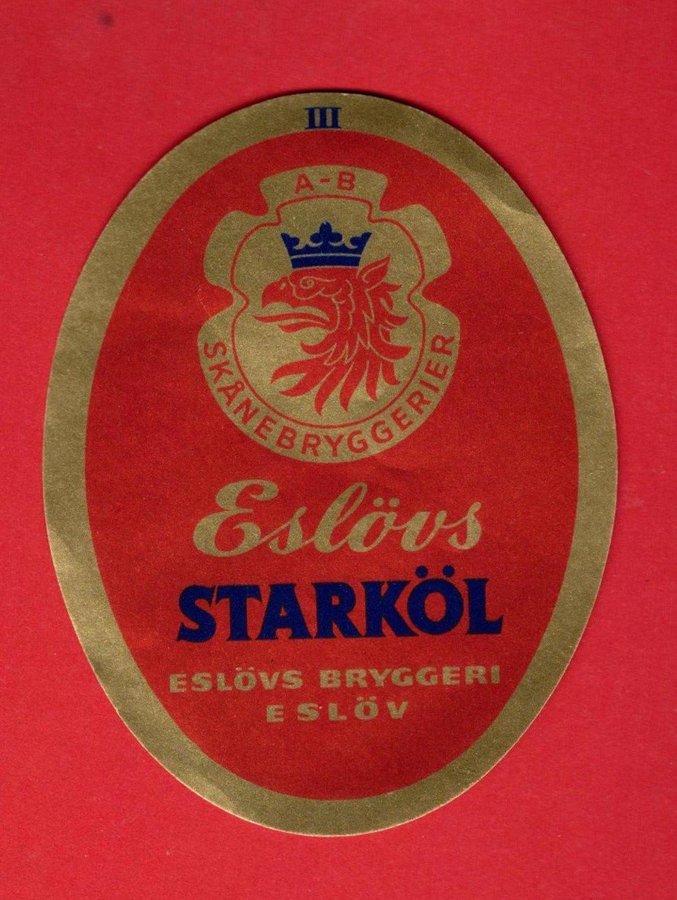 III
A-B
SKÅNEBRYGGERIER
Eslövs
STARKÖL
ESLÖVS BRYGGERI
ESLÖV